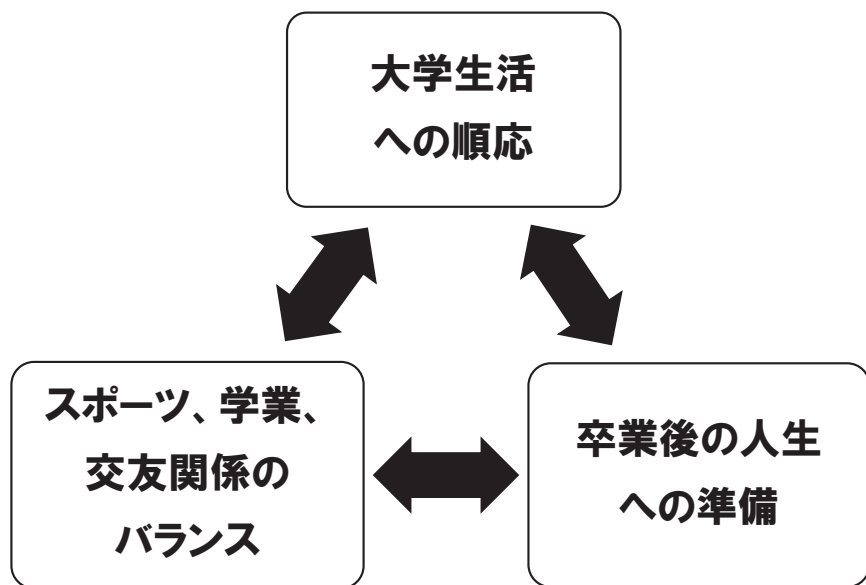 大学生活
への順応
スポーツ、学業、
交友関係の
バランス
卒業後の人生
への準備